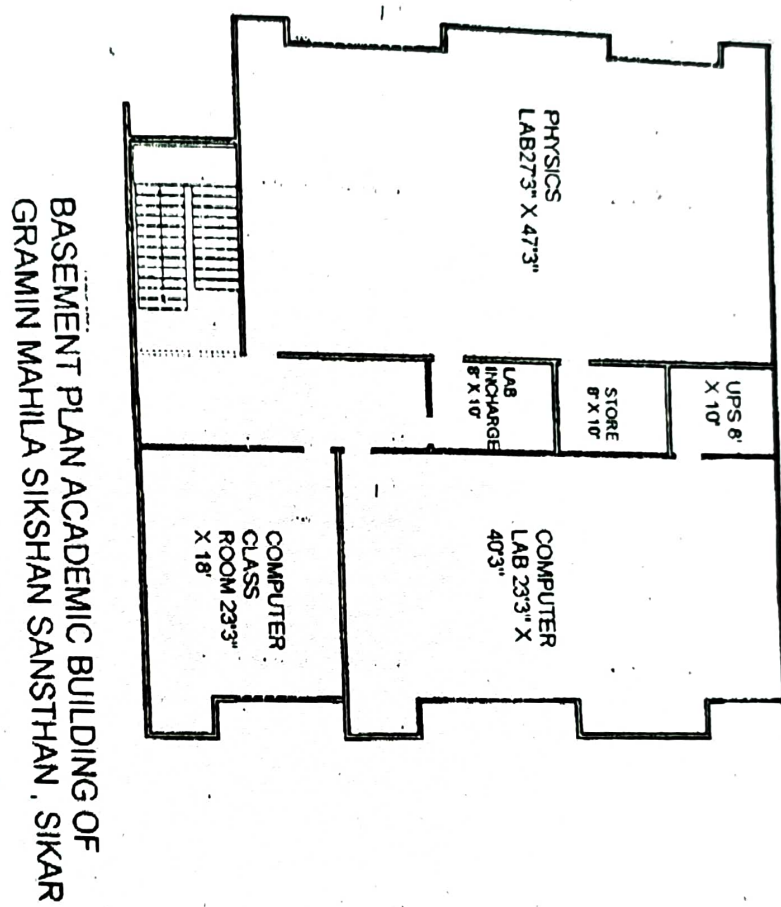 UPS 8'
X 10'
STORE
8' X 10'
PHYSICS
LAB27'3" X 47'3"
LAB
INCHARGE
8' X 10'
COMPUTER
LAB 23'3" X
40'3"
COMPUTER
CLASS
ROOM 23'3"
X 18'
BASEMENT PLAN ACADEMIC BUILDING OF
GRAMIN MAHILA SIKSHAN SANSTHAN , SIKAR